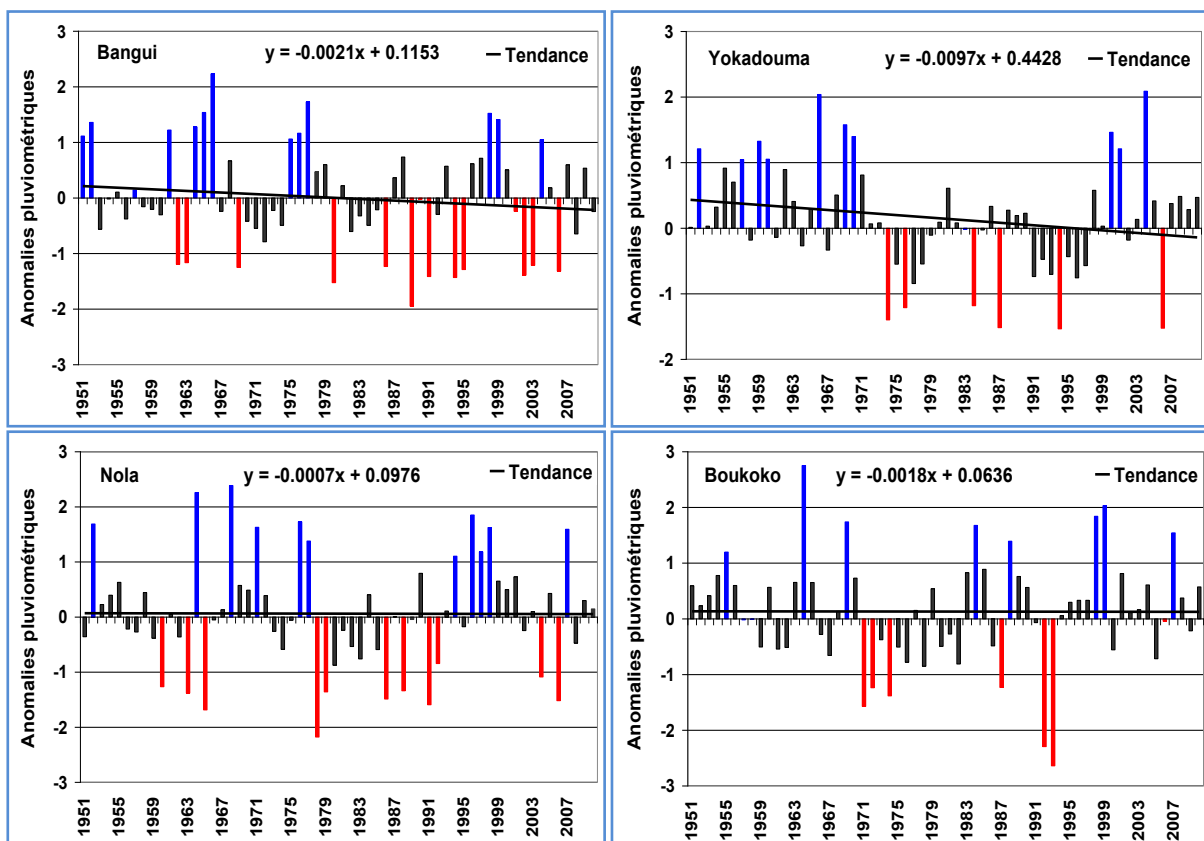 Bangui y = -0.0021x + 0.1153 Tendance
Anomalies pluviométriques
3
2
1
0
-1
-2
-3
1951 1955 1959 1963 1967 1971 1975 1979 1983 1987 1991 1995 1999 2003 2007
Yokadouma y = -0.0097x + 0.4428 Tendance
Anomalies pluviométriques
3
2
1
0
-1
-2
1951 1955 1959 1963 1967 1971 1975 1979 1983 1987 1991 1995 1999 2003 2007
Nola y = -0.0007x + 0.0976 Tendance
Anomalies pluviométriques
3
2
1
0
-1
-2
-3
1951 1955 1959 1963 1967 1971 1975 1979 1983 1987 1991 1995 1999 2003 2007
Boukoko y = -0.0018x + 0.0636 Tendance
Anomalies pluviométriques
3
2
1
0
-1
-2
-3
1951 1955 1959 1963 1967 1971 1975 1979 1983 1987 1991 1995 1999 2003 2007